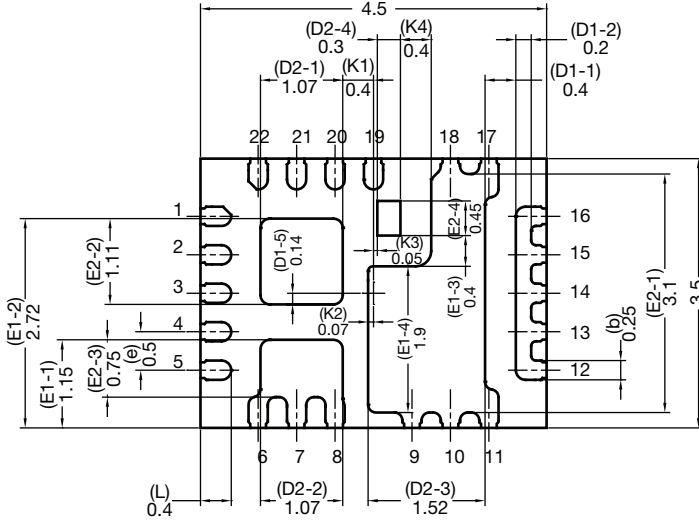 4.5
(D2-4)
0.3
(K4)
0.4
(D1-2)
0.2
(D2-1)
1.07
(K1)
0.4
(D1-1)
0.4
22
21
20
19
18
17
1
2
3
4
5
16
15
14
13
12
(E1-2)
2.72
(E2-2)
1.11
(D1-5)
0.14
(E2-4)
0.45
(K3)
0.05
(E1-3)
0.4
(E2-1)
3.1
3.5
(K2)
0.07
(E1-4)
1.9
(b)
0.25
(E1-1)
1.15
(E2-3)
0.75
(e)
0.5
6
7
8
9
10
11
(L)
0.4
(D2-2)
1.07
(D2-3)
1.52